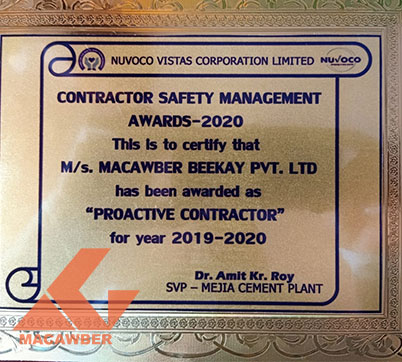 NUVOCO VISTAS CORPORATION LIMITED NUVOCO
CONTRACTOR SAFETY MANAGEMENT
AWARDS-2020
This is to certify that
M/s. MACAWBER BEEKAY PVT. LTD
has been awarded as
“PROACTIVE CONTRACTOR”
for year 2019-2020
Dr. Amit Kr. Roy
SVP – MEJIA CEMENT PLANT
MACAWBER